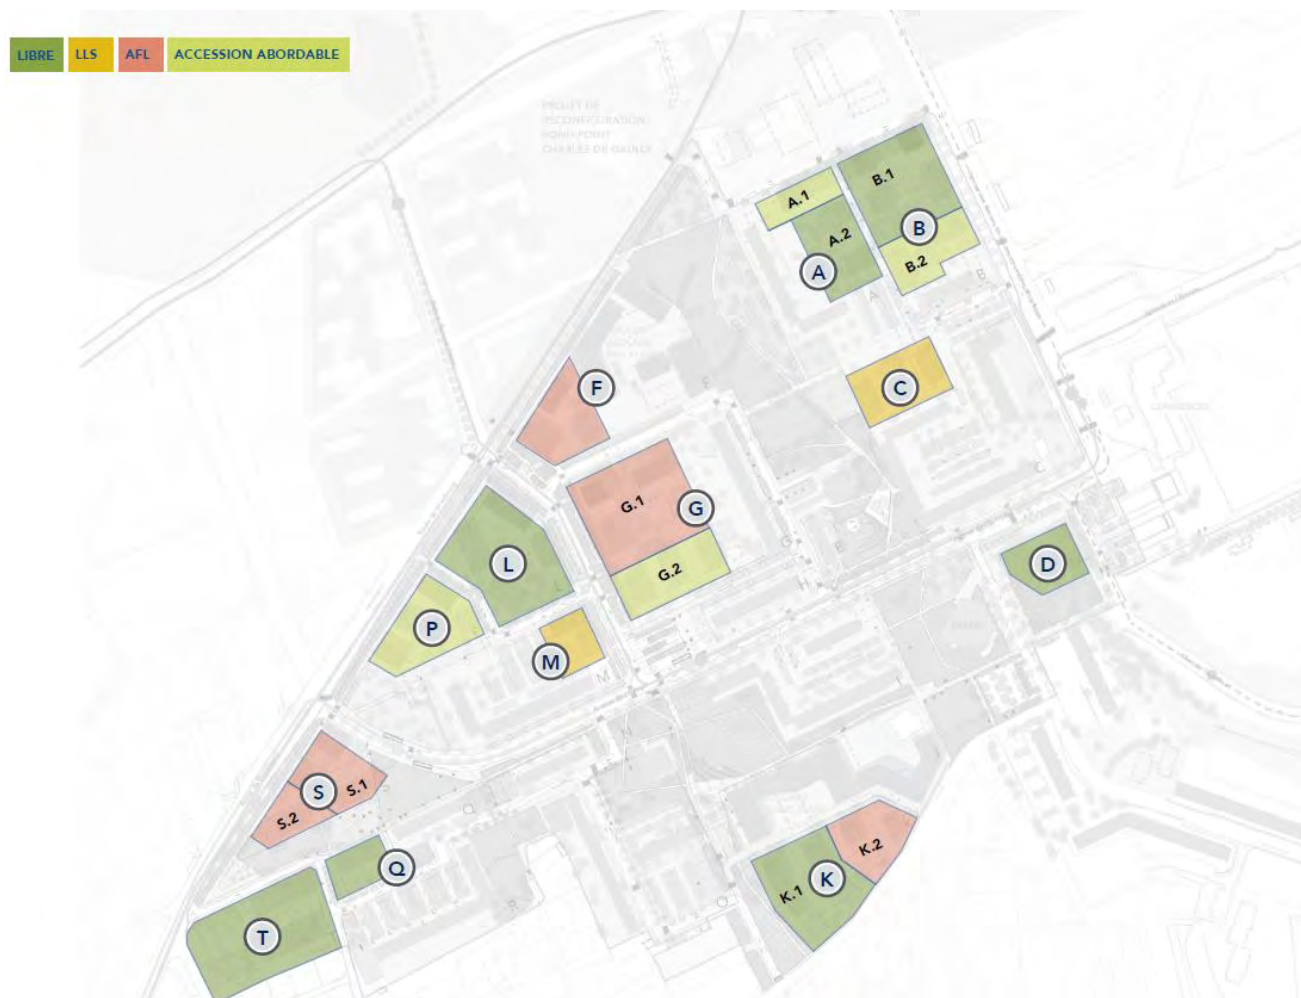 LIBRE
LLS
AFL
ACCESSION ABORDABLE
PROJET DE
RECONFIGURATION
ROND-POINT
CHARLES DE GAULLE
A.1
A.2
A
B.1
B
B.2
A
B
C
F
F
G.1
G
G.2
G
C
E
H
D
L
L
P
M
M
N
I
S
S.1
S.2
S
Q
Q
R
T
K
K.1
K.2